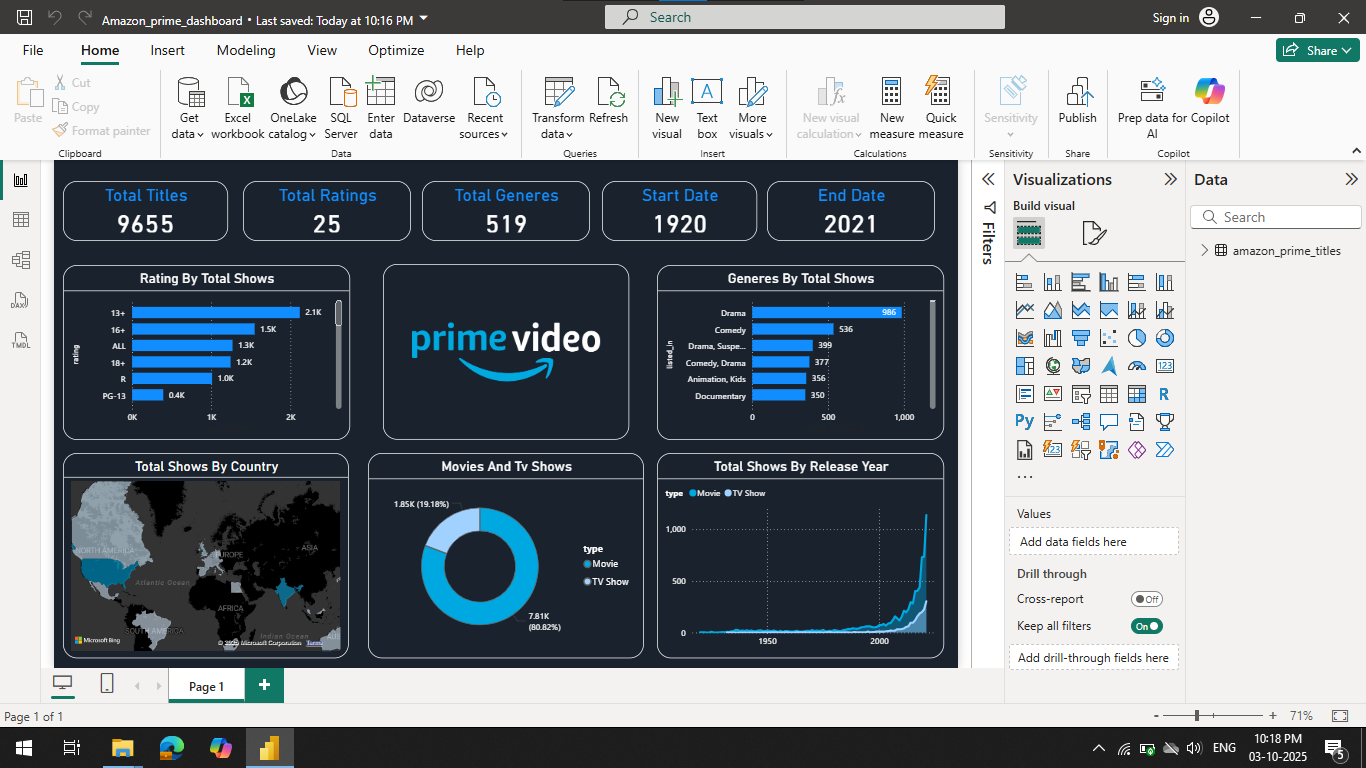 Amazon_prime_dashboard • Last saved: Today at 10:16 PM
Search
Sign in
File Home Insert Modeling View Optimize Help
Share
Paste
Cut
Copy
Format painter
Clipboard
Get data
Excel workbook
OneLake catalog
SQL Server
Enter data
Dataverse
Recent sources
Data
Transform data
Refresh
Queries
New visual
Text box
More visuals
Insert
New visual calculation
New measure
Quick measure
Calculations
Sensitivity
Sensitivity
Publish
Share
Prep data for AI
Copilot
Copilot
DAX
TMDL
Total Titles
9655
Total Ratings
25
Total Generes
519
Start Date
1920
End Date
2021
Rating By Total Shows
rating
13+ 2.1K
16+ 1.5K
ALL 1.3K
18+ 1.2K
R 1.0K
PG-13 0.4K
0K 1K 2K
prime video
Generes By Total Shows
listed_in
Drama 986
Comedy 536
Drama, Suspe... 399
Comedy, Drama 377
Animation, Kids 356
Documentary 350
0 500 1,000
Total Shows By Country
NORTH AMERICA
EUROPE
ASIA
Atlantic Ocean
AFRICA
SOUTH AMERICA
Indian Ocean
AU
Microsoft Bing
© 2025 Microsoft Corporation Terms
Movies And Tv Shows
1.85K (19.18%)
7.81K
(80.82%)
type
Movie
TV Show
Total Shows By Release Year
type Movie TV Show
1,000
500
0
1950 2000
Filters
Visualizations
Build visual
123
R
Py
123
...
Values
Add data fields here
Drill through
Cross-report Off
Keep all filters On
Add drill-through fields here
Data
Search
amazon_prime_titles
Page 1
Page 1 of 1
- + 71%
ENG
10:18 PM
03-10-2025
5